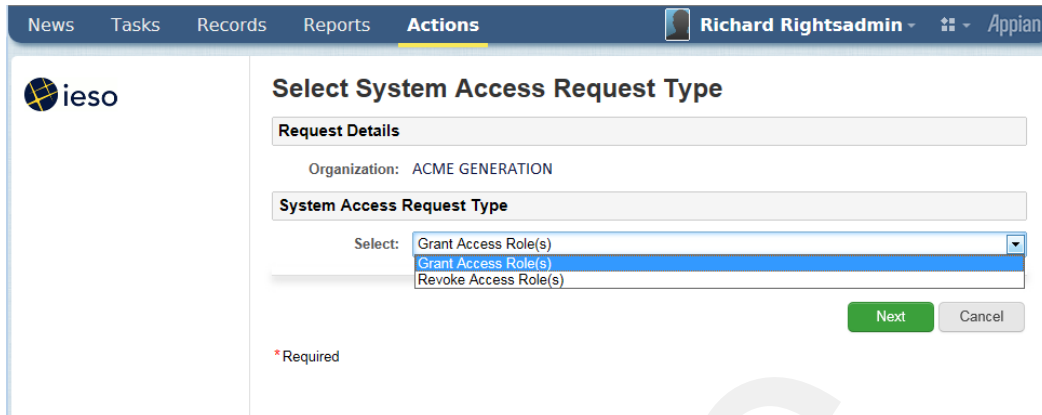 News Tasks Records Reports Actions Richard Rightsadmin Appian
ieso
Select System Access Request Type
Request Details
Organization: ACME GENERATION
System Access Request Type
Select: Grant Access Role(s)
Grant Access Role(s)
Revoke Access Role(s)
Next Cancel
*Required